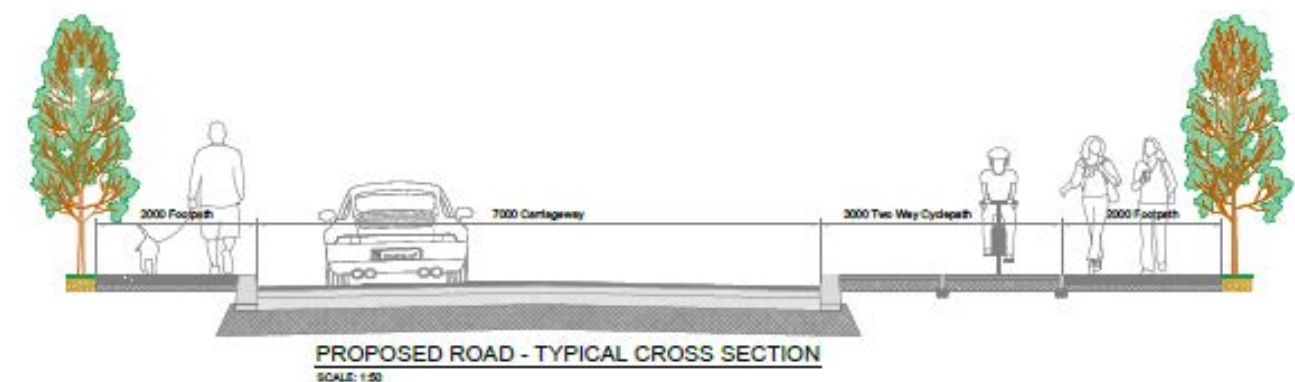 2000 Footpath
7000 Carriageway
3000 Two Way Cyclepath
2000 Footpath
PROPOSED ROAD - TYPICAL CROSS SECTION
SCALE: 1:50